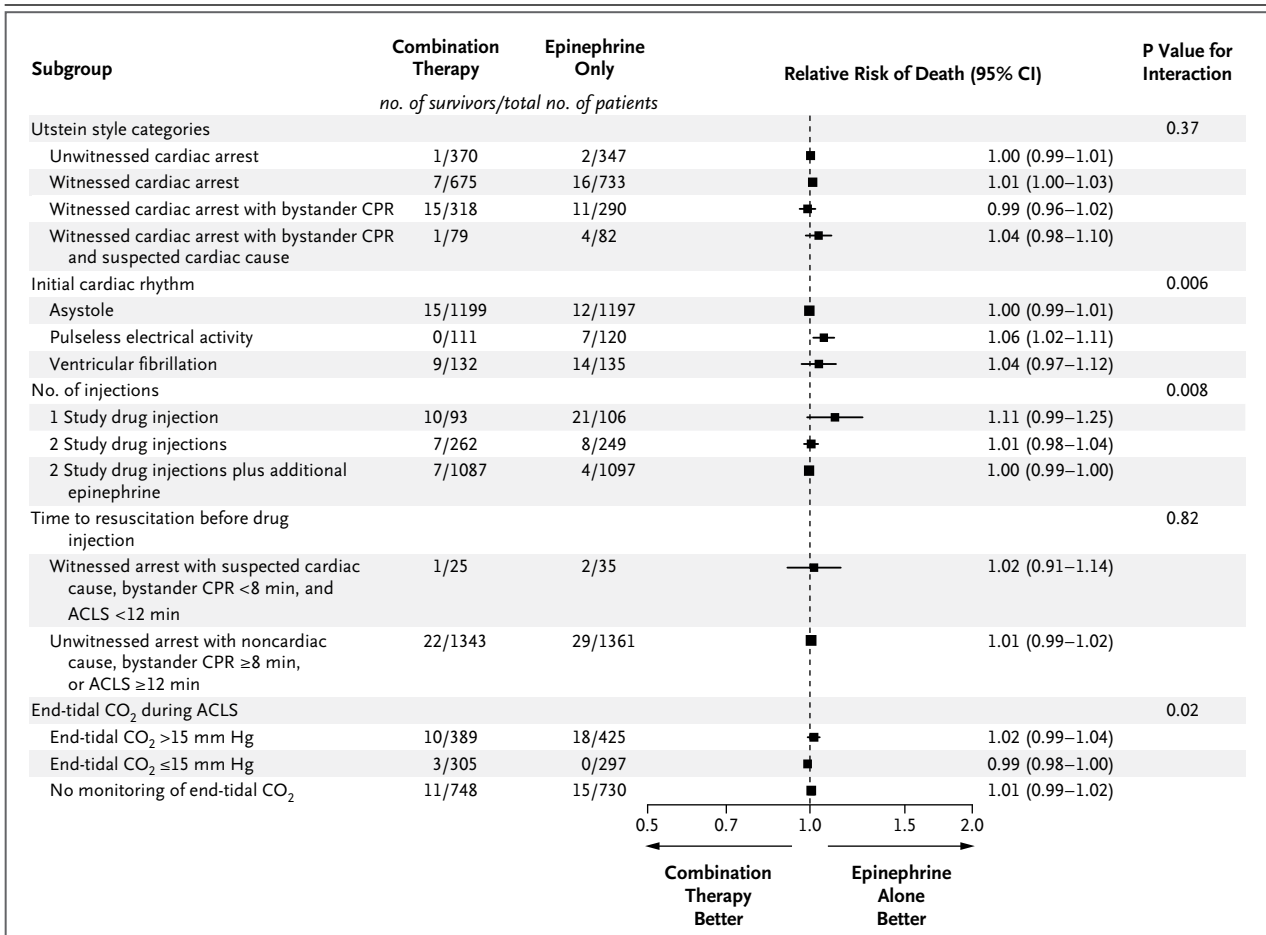 Subgroup Combination Therapy Epinephrine Only Relative Risk of Death (95% CI) P Value for Interaction
no. of survivors/total no. of patients
Utstein style categories 0.37
Unwitnessed cardiac arrest 1/370 2/347 1.00 (0.99–1.01)
Witnessed cardiac arrest 7/675 16/733 1.01 (1.00–1.03)
Witnessed cardiac arrest with bystander CPR 15/318 11/290 0.99 (0.96–1.02)
Witnessed cardiac arrest with bystander CPR 1/79 4/82 1.04 (0.98–1.10)
and suspected cardiac cause
Initial cardiac rhythm 0.006
Asystole 15/1199 12/1197 1.00 (0.99–1.01)
Pulseless electrical activity 0/111 7/120 1.06 (1.02–1.11)
Ventricular fibrillation 9/132 14/135 1.04 (0.97–1.12)
No. of injections 0.008
1 Study drug injection 10/93 21/106 1.11 (0.99–1.25)
2 Study drug injections 7/262 8/249 1.01 (0.98–1.04)
2 Study drug injections plus additional 7/1087 4/1097 1.00 (0.99–1.00)
epinephrine
Time to resuscitation before drug 0.82
injection
Witnessed arrest with suspected cardiac 1/25 2/35 1.02 (0.91–1.14)
cause, bystander CPR <8 min, and
ACLS <12 min
Unwitnessed arrest with noncardiac 22/1343 29/1361 1.01 (0.99–1.02)
cause, bystander CPR ≥8 min,
or ACLS ≥12 min
End-tidal CO₂ during ACLS 0.02
End-tidal CO₂ >15 mm Hg 10/389 18/425 1.02 (0.99–1.04)
End-tidal CO₂ ≤15 mm Hg 3/305 0/297 0.99 (0.98–1.00)
No monitoring of end-tidal CO₂ 11/748 15/730 1.01 (0.99–1.02)
0.5 0.7 1.0 1.5 2.0
Combination Epinephrine
Therapy Alone
Better Better